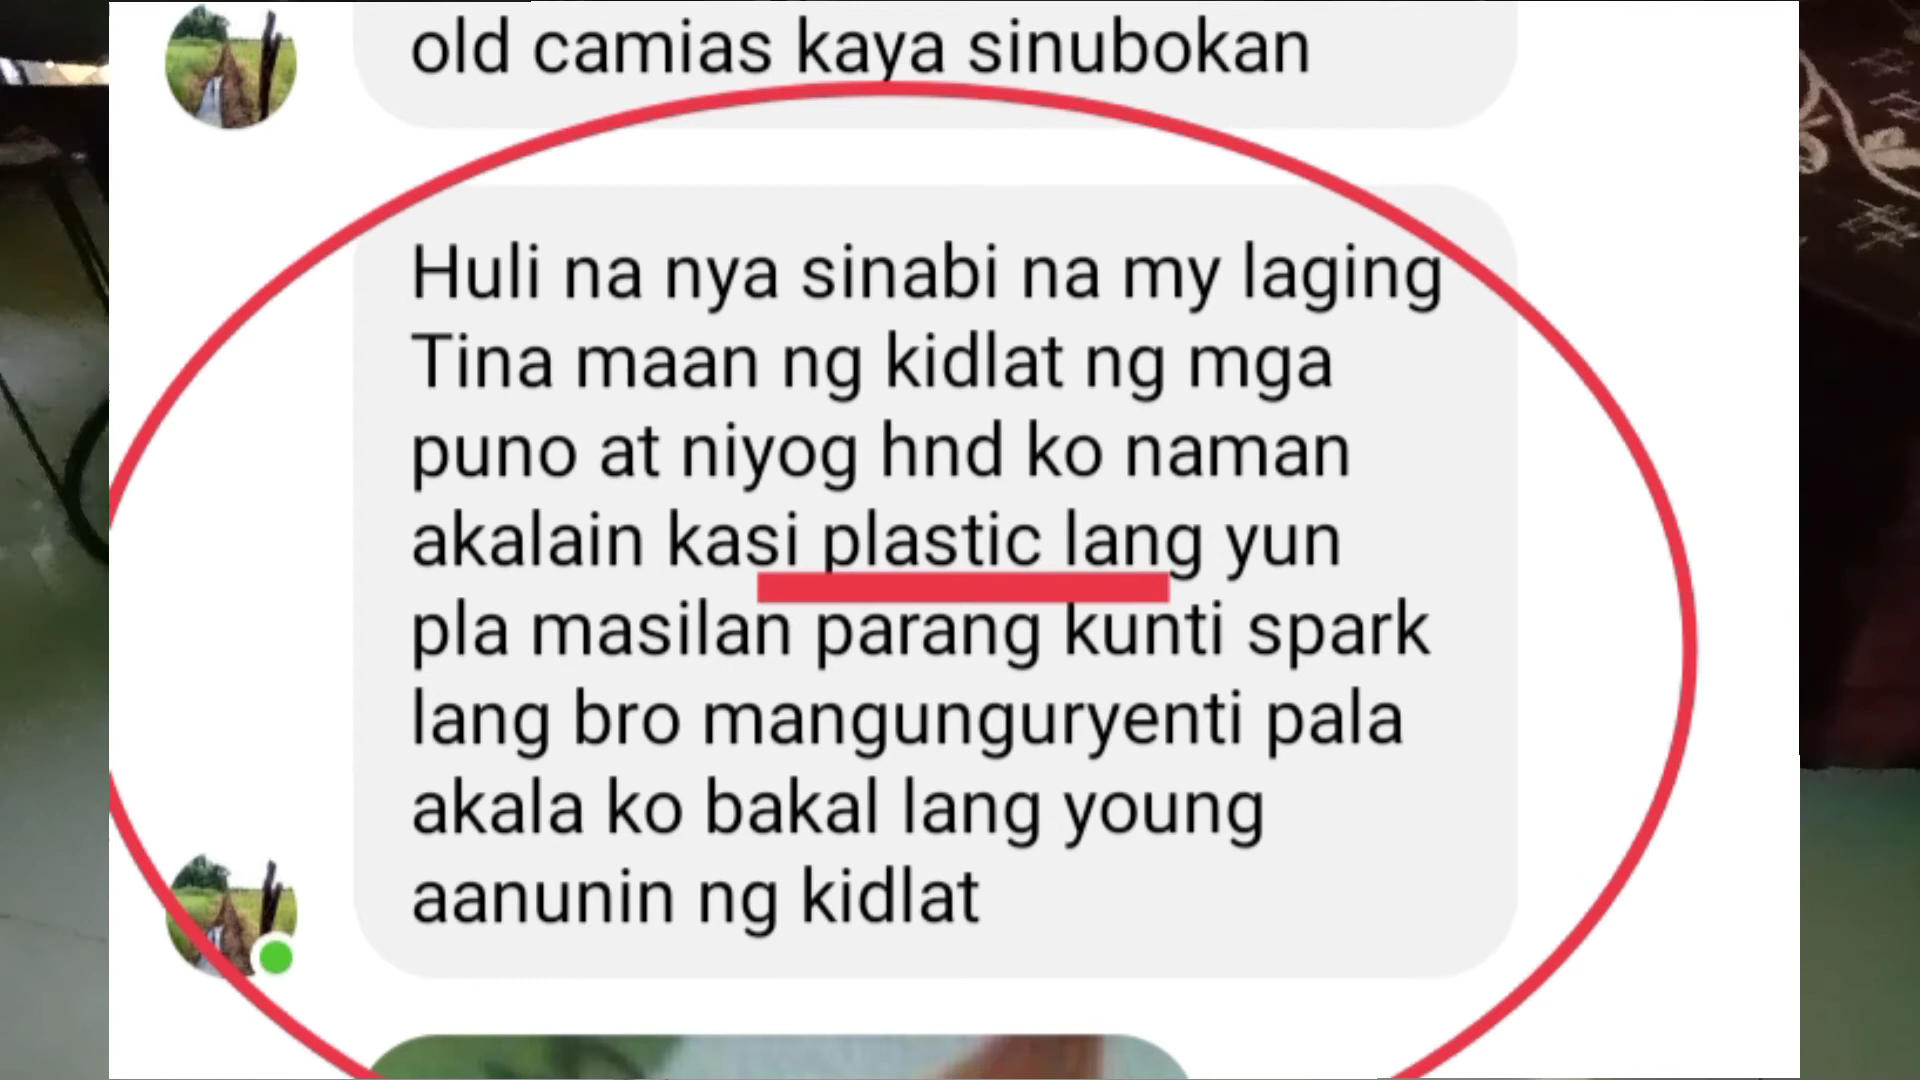 old camias kaya sinubokan
Huli na nya sinabi na my laging
Tina maan ng kidlat ng mga
puno at niyog hnd ko naman
akalain kasi plastic lang yun
pla masilan parang kunti spark
lang bro mangunguryenti pala
akala ko bakal lang young
aanunin ng kidlat